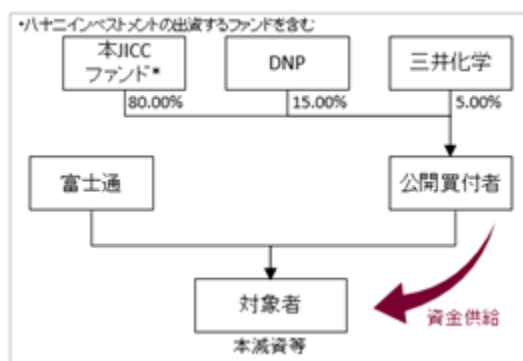 *八十二インベストメントの出資するファンドを含む
本JICC
ファンド*
DNP
三井化学
80.00%
15.00%
5.00%
富士通
公開買付者
対象者
資金供給
本減資等